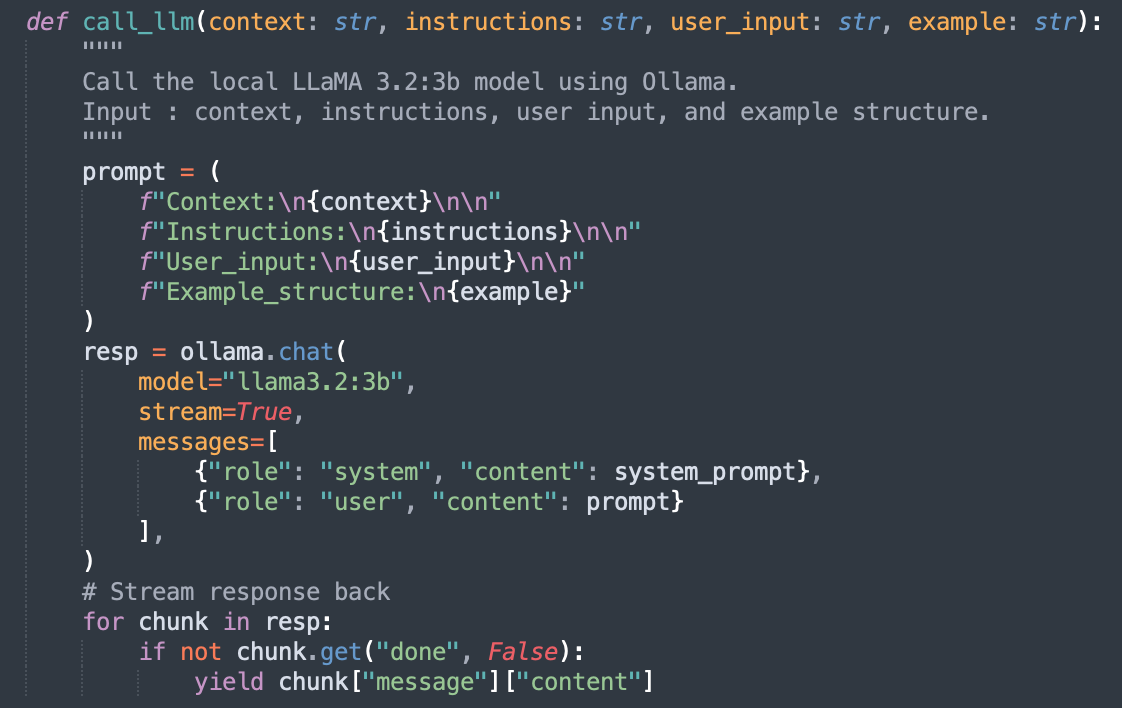 def call_llm(context: str, instructions: str, user_input: str, example: str):
    """
    Call the local LLaMA 3.2:3b model using Ollama.
    Input : context, instructions, user input, and example structure.
    """
    prompt = (
        f"Context:\n{context}\n\n"
        f"Instructions:\n{instructions}\n\n"
        f"User_input:\n{user_input}\n\n"
        f"Example_structure:\n{example}"
    )
    resp = ollama.chat(
        model="llama3.2:3b",
        stream=True,
        messages=[
            {"role": "system", "content": system_prompt},
            {"role": "user", "content": prompt}
        ],
    )
    # Stream response back
    for chunk in resp:
        if not chunk.get("done", False):
            yield chunk["message"]["content"]